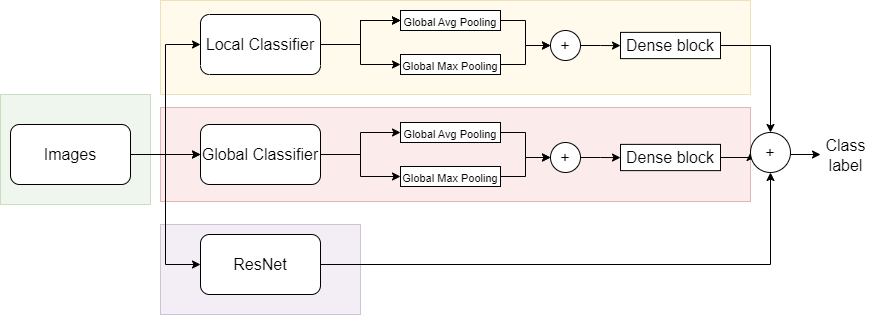 Local Classifier
Global Avg Pooling
Global Max Pooling
+
Dense block
Images
Global Classifier
Global Avg Pooling
Global Max Pooling
+
Dense block
+
Class
label
ResNet